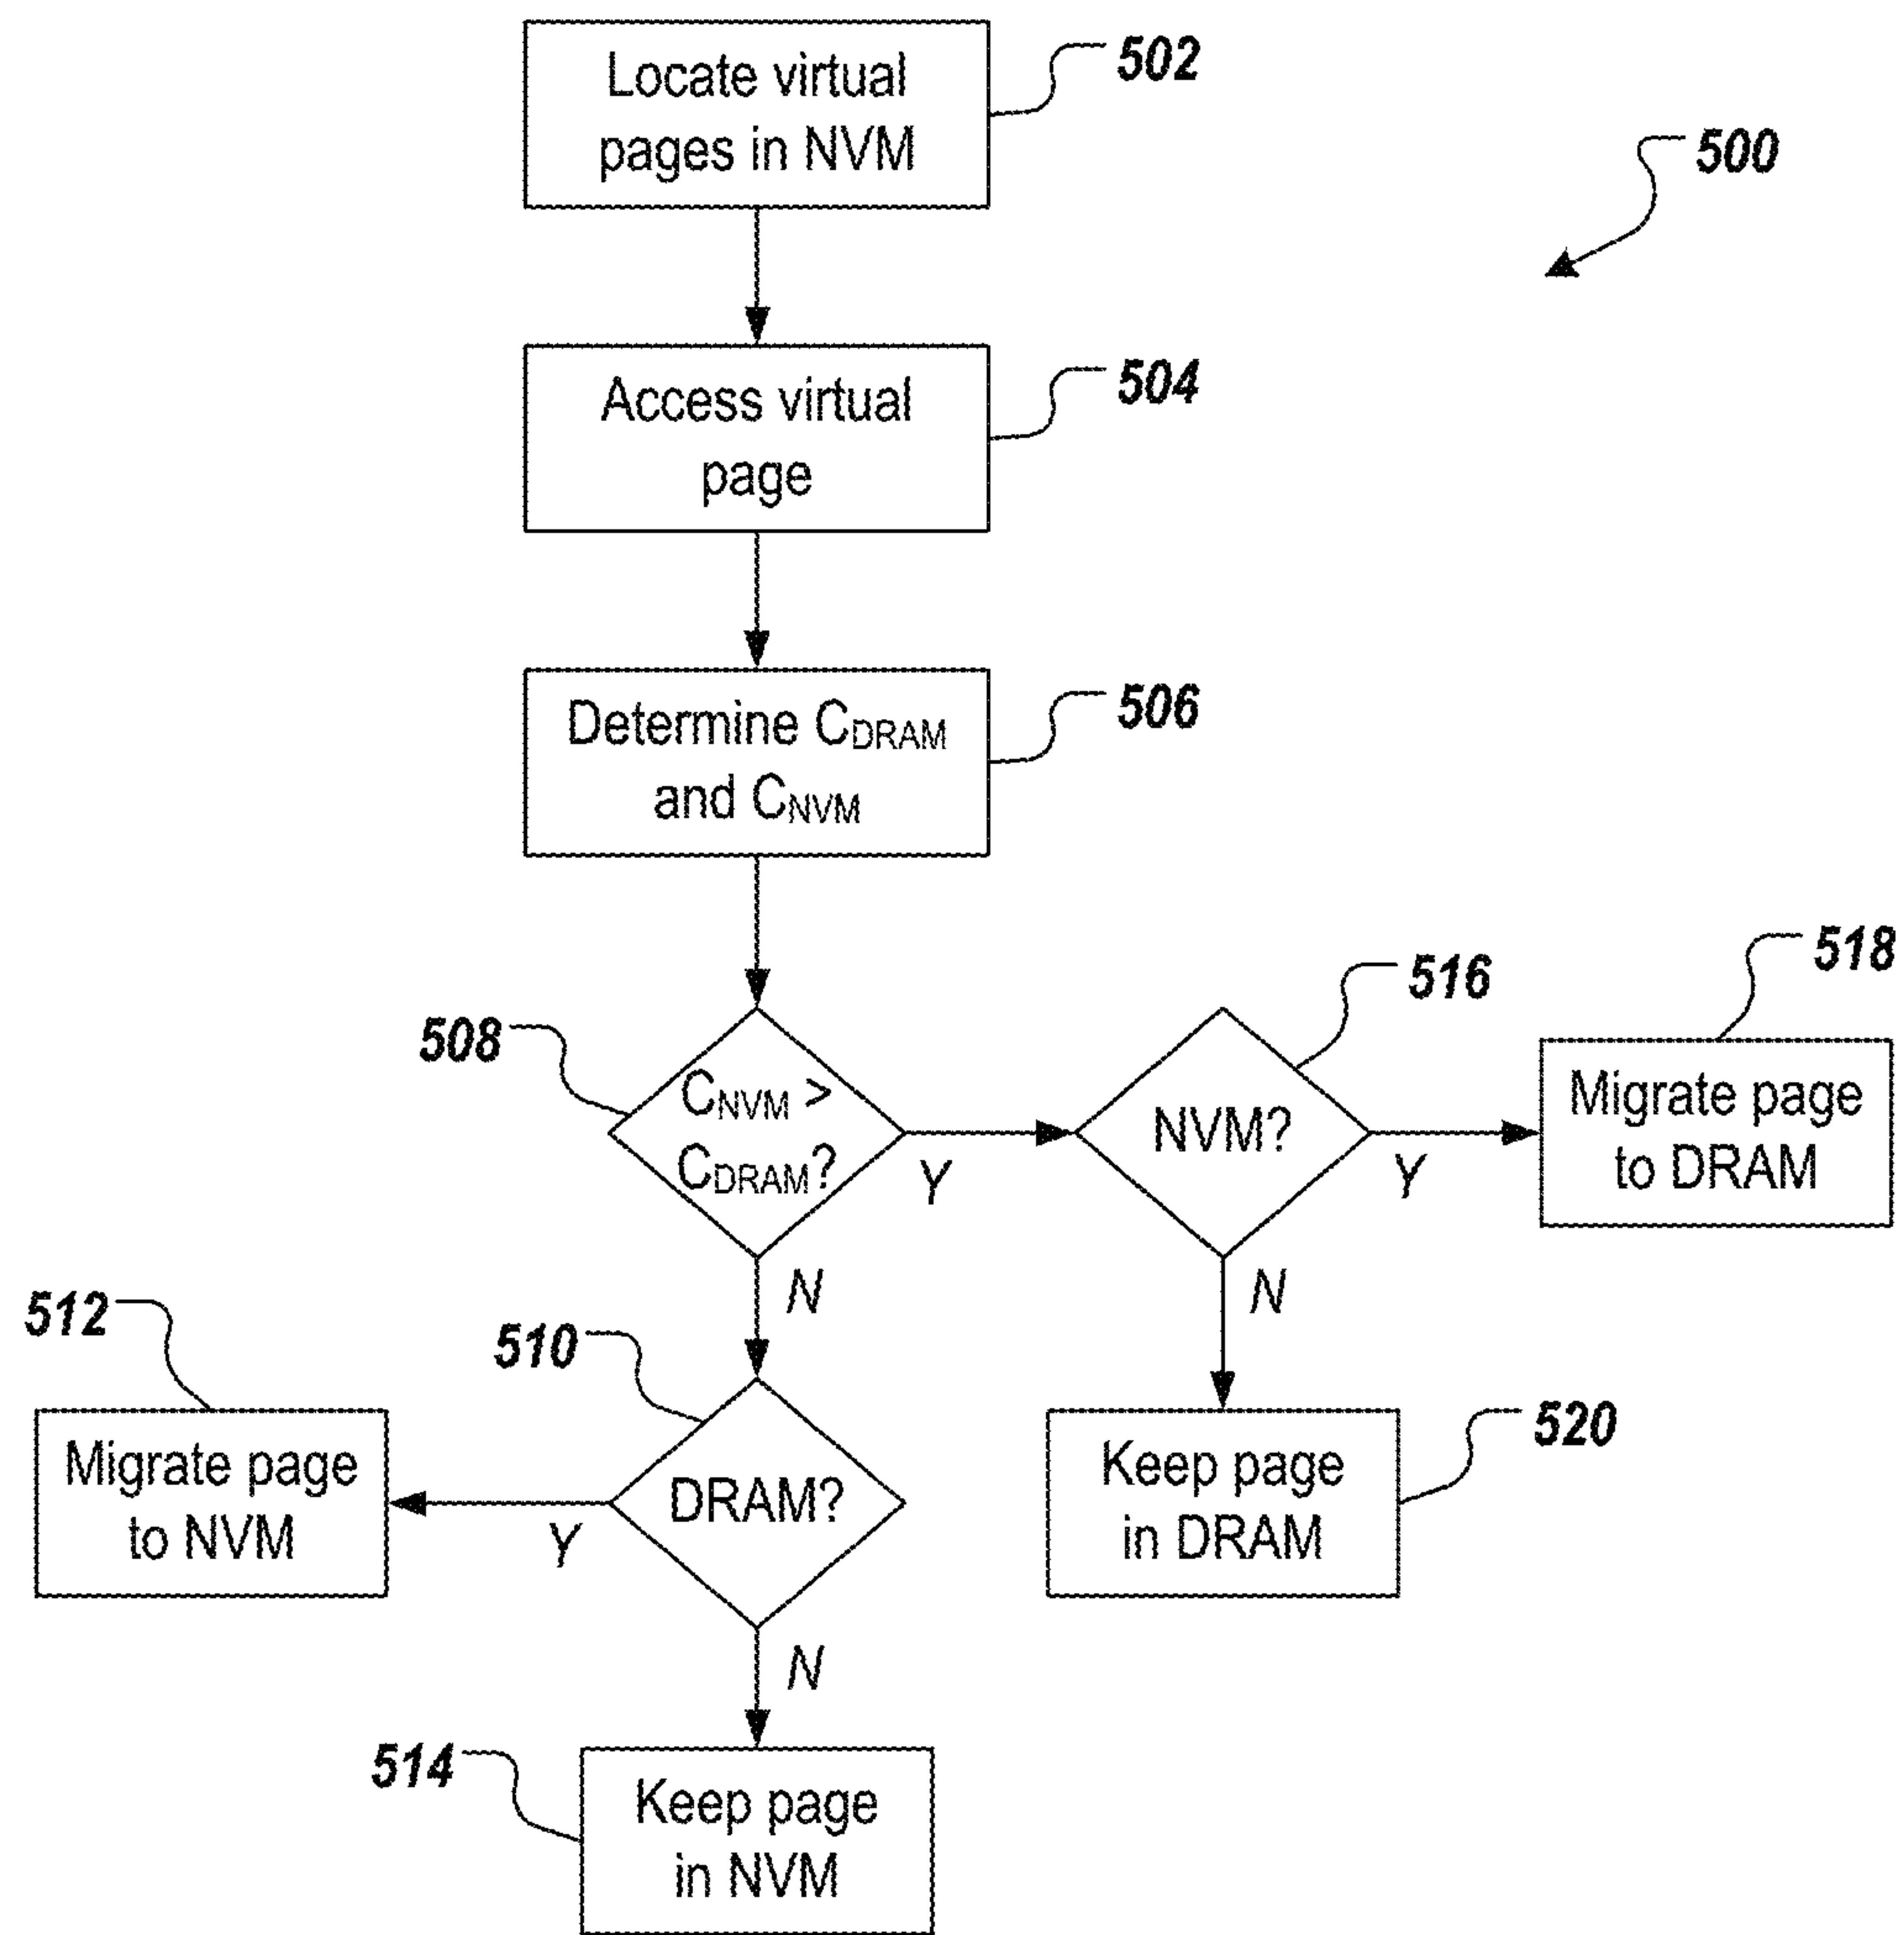 Locate virtual
pages in NVM
502
500
Access virtual
page
504
Determine CDRAM
and CNVM
506
508
CNVM >
CDRAM?
Y
N
516
NVM?
Y
N
518
Migrate page
to DRAM
512
Migrate page
to NVM
510
DRAM?
Y
N
520
Keep page
in DRAM
514
Keep page
in NVM